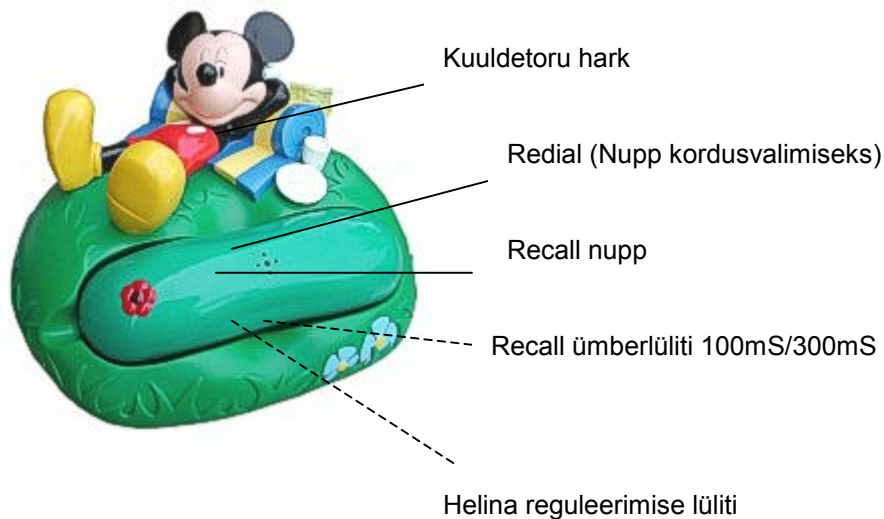 Kuuldetoru hark
Redial (Nupp kordusvalimiseks)
Recall nupp
Recall ümberlüliti 100mS/300mS
Helina reguleerimise lüliti